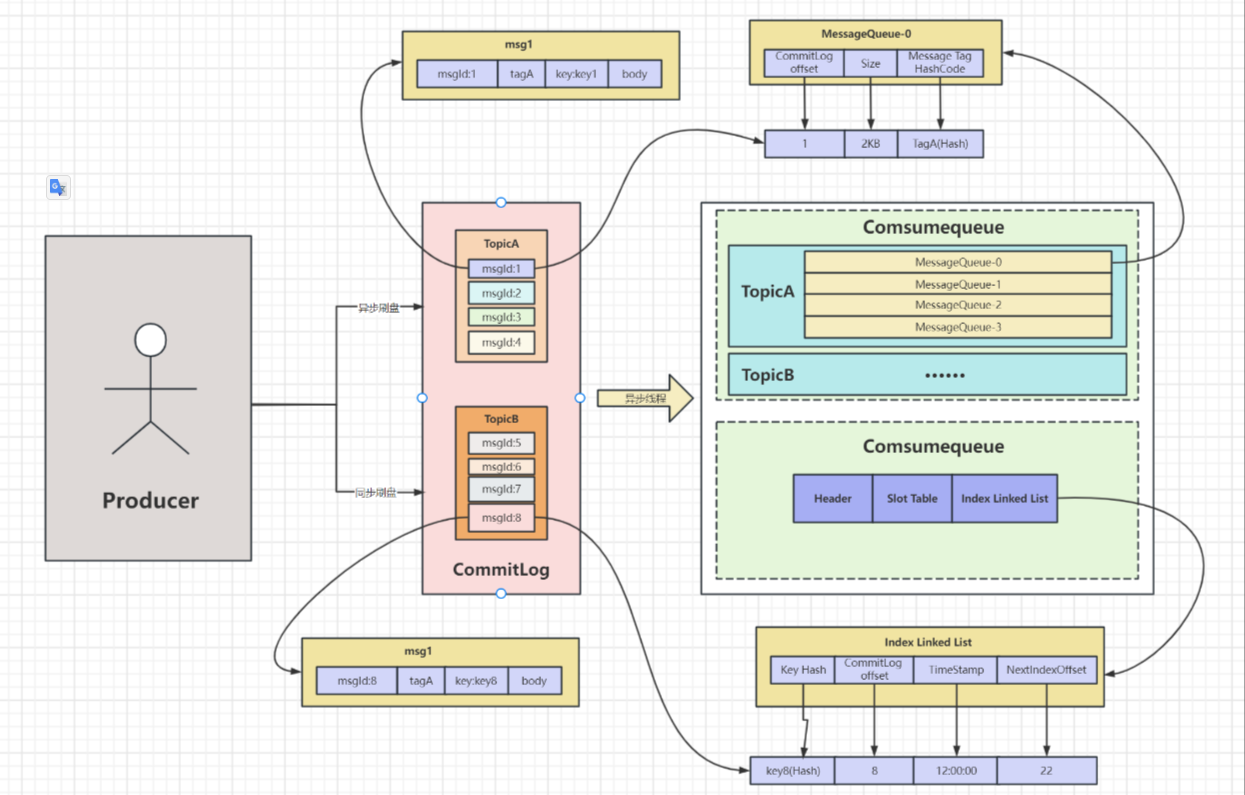 msg1
msgId:1 tagA key:key1 body
MessageQueue-0
CommitLog offset Size Message Tag HashCode
1 2KB TagA(Hash)
Producer
异步刷盘
同步刷盘
TopicA
msgId:1
msgId:2
msgId:3
msgId:4
TopicB
msgId:5
msgId:6
msgId:7
msgId:8
CommitLog
异步线程
Comsumequeue
TopicA
MessageQueue-0
MessageQueue-1
MessageQueue-2
MessageQueue-3
TopicB ······
Comsumequeue
Header Slot Table Index Linked List
msg1
msgId:8 tagA key:key8 body
Index Linked List
Key Hash CommitLog offset TimeStamp NextIndexOffset
key8(Hash) 8 12:00:00 22